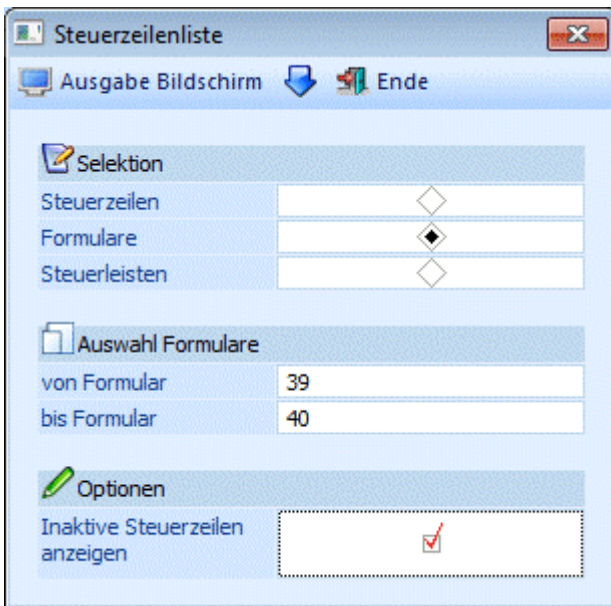 Steuerzeilenliste
Ausgabe Bildschirm Ende
Selektion
Steuerzeilen
Formulare
Steuerleisten
Auswahl Formulare
von Formular 39
bis Formular 40
Optionen
Inaktive Steuerzeilen
anzeigen